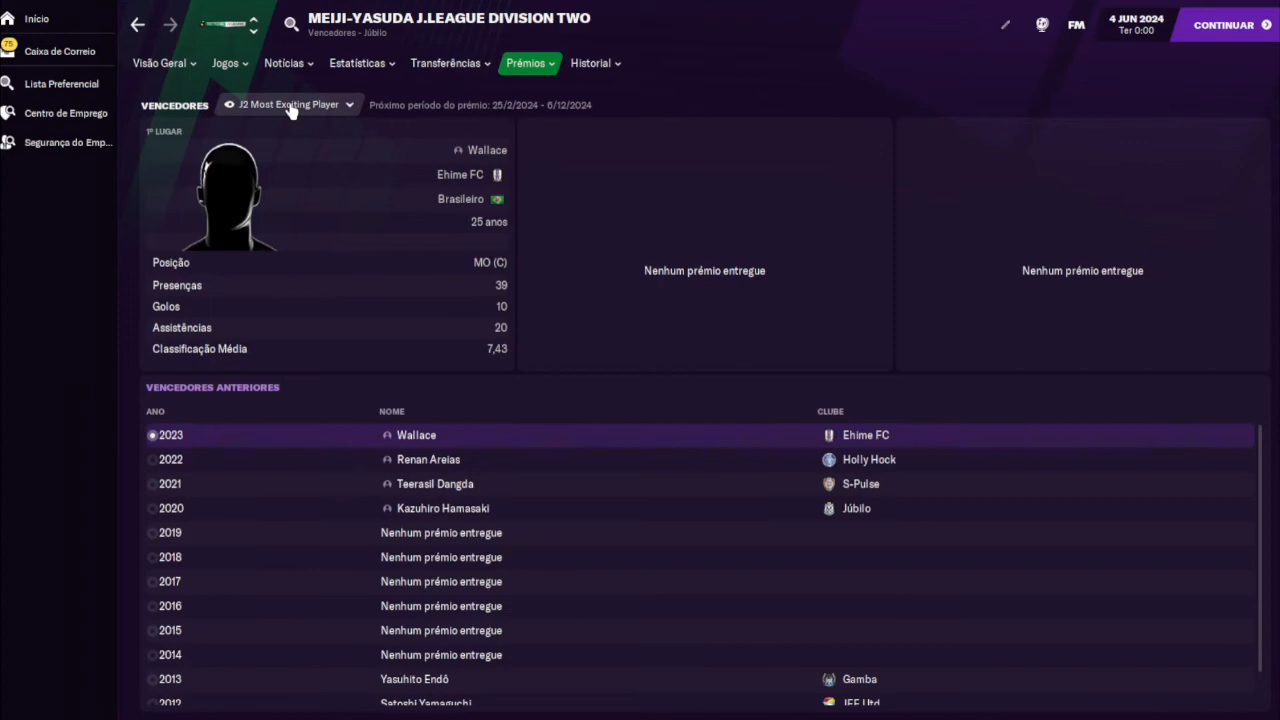 Início
MEIJI-YASUDA J.LEAGUE DIVISION TWO
Vencedores - Júbilo
FM
4 JUN 2024
Ter 0:00
CONTINUAR
75
Caixa de Correio
Lista Preferencial
Centro de Emprego
Segurança do Emp...
Visão Geral
Jogos
Notícias
Estatísticas
Transferências
Prémios
Historial
VENCEDORES
J2 Most Exciting Player
Próximo período do prémio: 25/2/2024 - 6/12/2024
1º LUGAR
Wallace
Ehime FC
Brasileiro
25 anos
Posição MO (C)
Presenças 39
Golos 10
Assistências 20
Classificação Média 7,43
Nenhum prémio entregue
Nenhum prémio entregue
VENCEDORES ANTERIORES
ANO NOME CLUBE
2023 Wallace Ehime FC
2022 Renan Areias Holly Hock
2021 Teerasil Dangda S-Pulse
2020 Kazuhiro Hamasaki Júbilo
2019 Nenhum prémio entregue
2018 Nenhum prémio entregue
2017 Nenhum prémio entregue
2016 Nenhum prémio entregue
2015 Nenhum prémio entregue
2014 Nenhum prémio entregue
2013 Yasuhito Endô Gamba
2012 Satoshi Yamaguchi JEF Utd